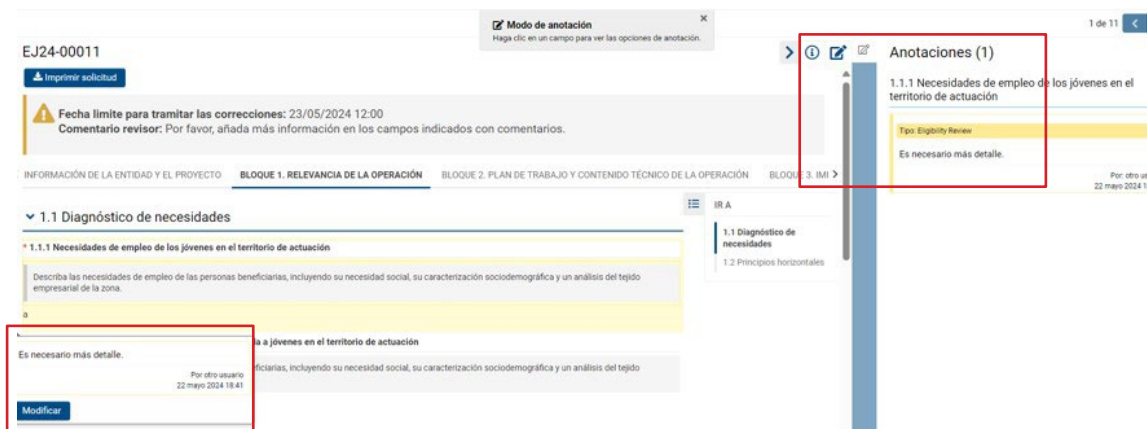 Modo de anotación
Haga clic en un campo para ver las opciones de anotación.
1 de 11
EJ24-00011
Imprimir solicitud
Fecha límite para tramitar las correcciones: 23/05/2024 12:00
Comentario revisor: Por favor, añada más información en los campos indicados con comentarios.
INFORMACIÓN DE LA ENTIDAD Y EL PROYECTO
BLOQUE 1. RELEVANCIA DE LA OPERACIÓN
BLOQUE 2. PLAN DE TRABAJO Y CONTENIDO TÉCNICO DE LA OPERACIÓN
BLOQUE 3. IMI
1.1 Diagnóstico de necesidades
* 1.1.1 Necesidades de empleo de los jóvenes en el territorio de actuación
Describa las necesidades de empleo de las personas beneficiarias, incluyendo su necesidad social, su caracterización sociodemográfica y un análisis del tejido
empresarial de la zona.
a
Es necesario más detalle.
Por otro usuario
22 mayo 2024 18:41
Modificar
a a jóvenes en el territorio de actuación
eficiarias, incluyendo su necesidad social, su caracterización sociodemográfica y un análisis del tejido
IR A
1.1 Diagnóstico de
necesidades
1.2 Principios horizontales
Anotaciones (1)
1.1.1 Necesidades de empleo de los jóvenes en el
territorio de actuación
Tipo: Eligibility Review
Es necesario más detalle.
Por: otro us
22 mayo 2024 1